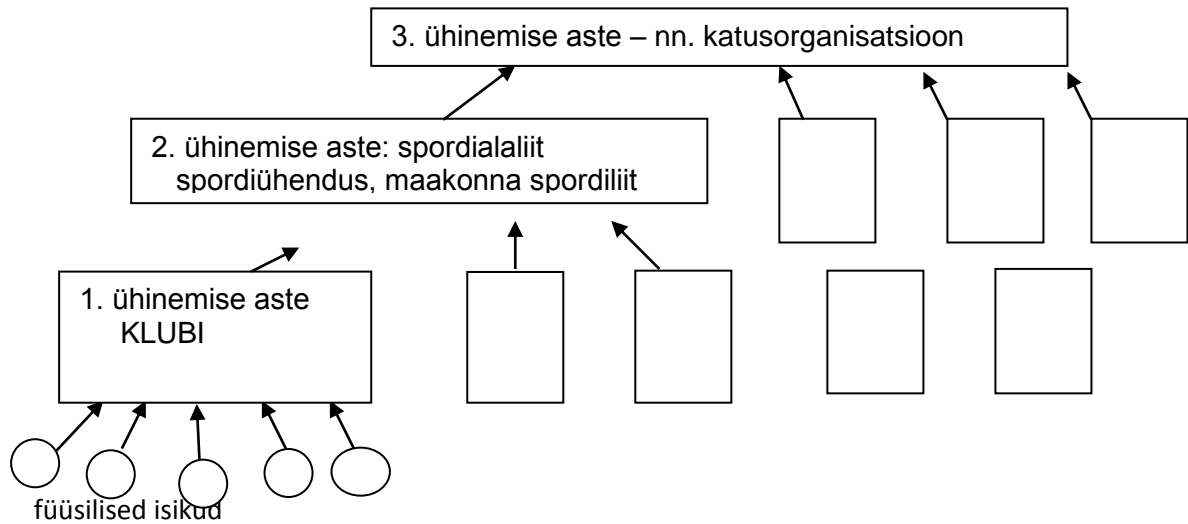 3. ühinemise aste – nn. katusorganisatsioon
2. ühinemise aste: spordialaliit
spordiühendus, maakonna spordiliit
1. ühinemise aste
KLUBI
füüsilised isikud